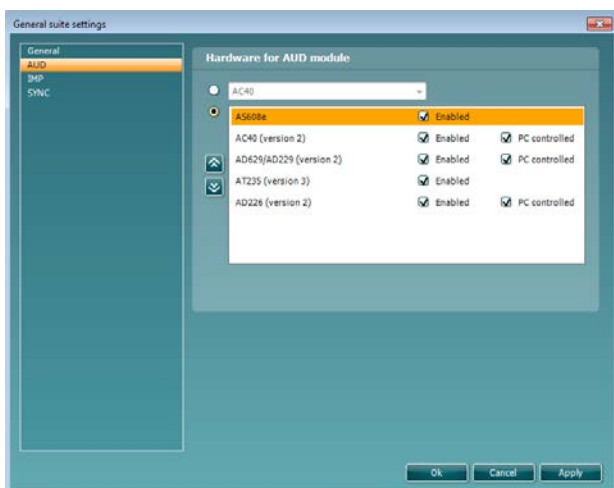 General suite settings
General
AUD
IMP
SYNC
Hardware for AUD module
AC40
AS608e Enabled
AC40 (version 2) Enabled PC controlled
AD629/AD229 (version 2) Enabled PC controlled
AT235 (version 3) Enabled
AD226 (version 2) Enabled PC controlled
Ok Cancel Apply